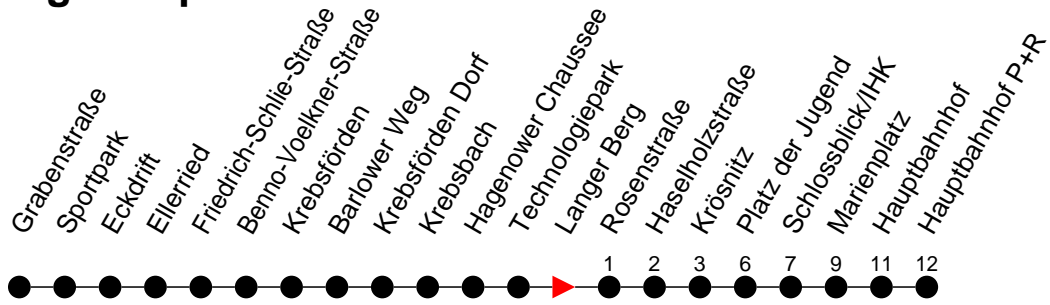 Grabenstraße
Sportpark
Eckdrift
Ellerried
Friedrich-Schlie-Straße
Benno-Voelkner-Straße
Krebsförden
Barlower Weg
Krebsförden Dorf
Krebsbach
Hagenower Chaussee
Technologiepark
Langer Berg
Rosenstraße
Haselholzstraße
Krösnitz
Platz der Jugend
Schlossblick/IHK
Marienplatz
Hauptbahnhof
Hauptbahnhof P+R
1 2 3 6 7 9 11 12